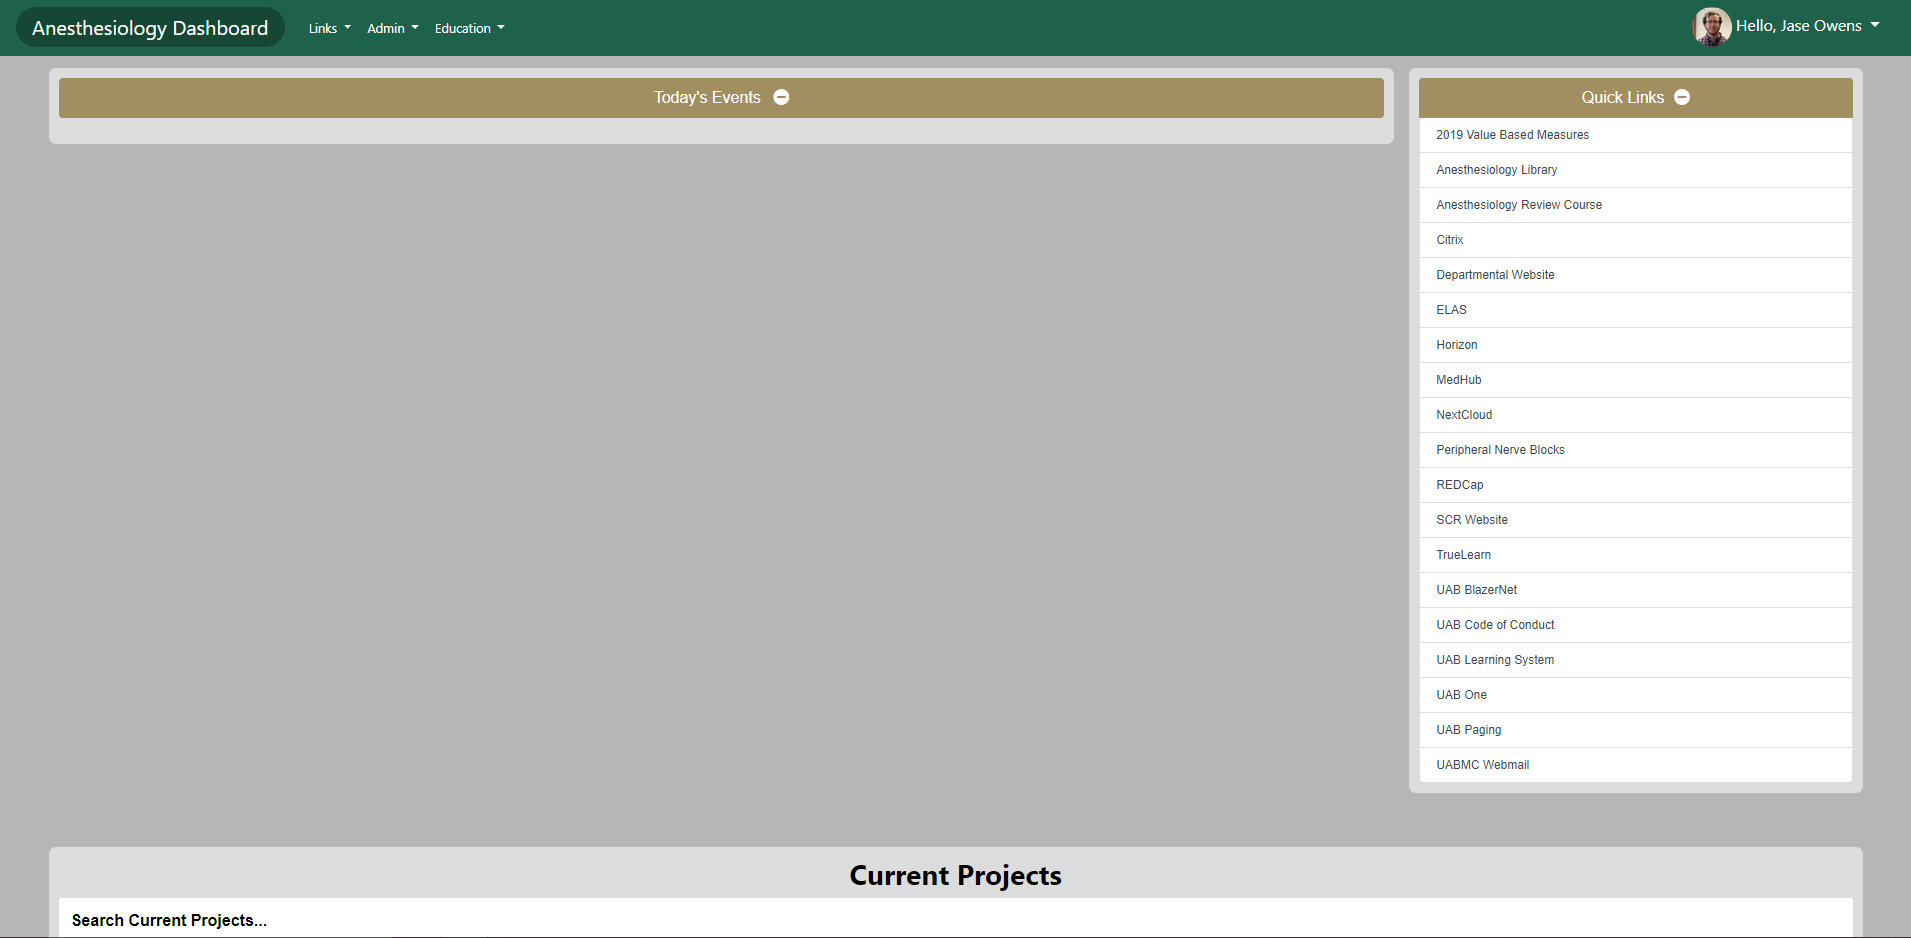 Anesthesiology Dashboard
Links
Admin
Education
Hello, Jase Owens
Today's Events
Quick Links
2019 Value Based Measures
Anesthesiology Library
Anesthesiology Review Course
Citrix
Departmental Website
ELAS
Horizon
MedHub
NextCloud
Peripheral Nerve Blocks
REDCap
SCR Website
TrueLearn
UAB BlazerNet
UAB Code of Conduct
UAB Learning System
UAB One
UAB Paging
UABMC Webmail
Current Projects
Search Current Projects...